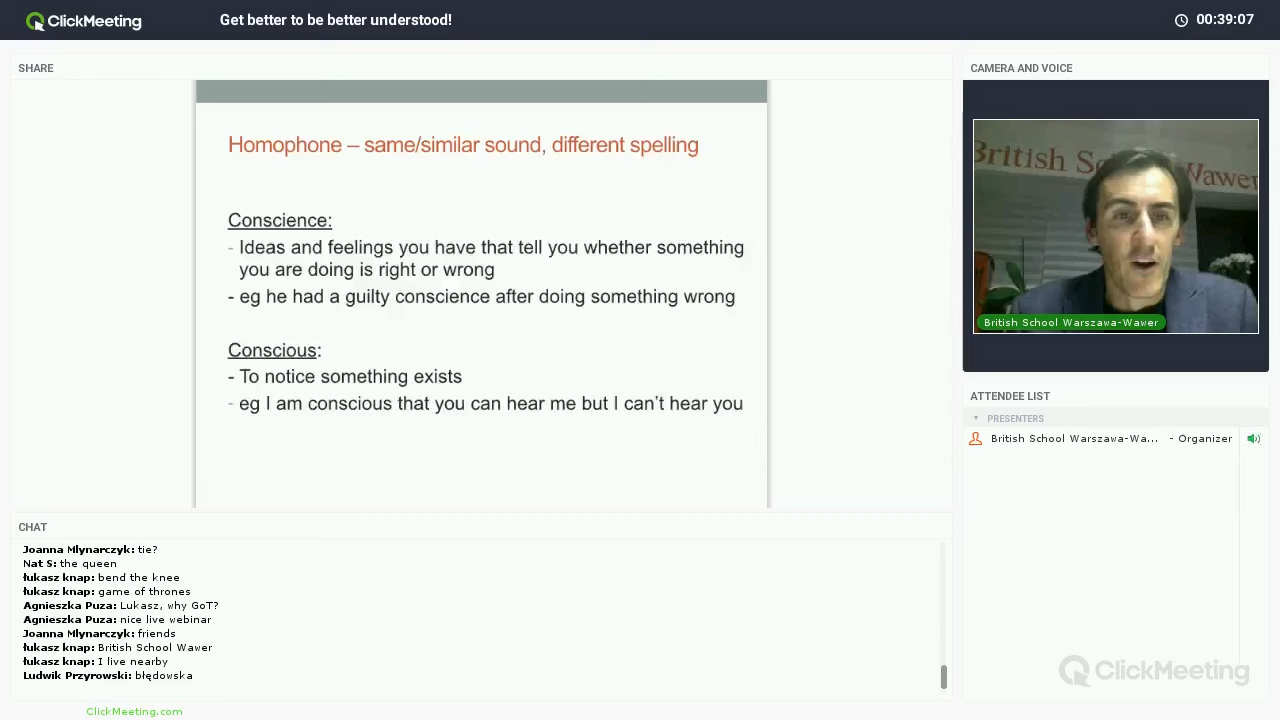 ClickMeeting
Get better to be better understood!
00:39:07
SHARE
Homophone – same/similar sound, different spelling
Conscience:
- Ideas and feelings you have that tell you whether something
you are doing is right or wrong
- eg he had a guilty conscience after doing something wrong
Conscious:
- To notice something exists
- eg I am conscious that you can hear me but I can't hear you
CAMERA AND VOICE
British School Wawer
British School Warszawa-Wawer
ATTENDEE LIST
PRESENTERS
British School Warszawa-Wa... - Organizer
CHAT
Joanna Mlynarczyk: tie?
Nat S: the queen
łukasz knap: bend the knee
łukasz knap: game of thrones
Agnieszka Puza: Lukasz, why GoT?
Agnieszka Puza: nice live webinar
Joanna Mlynarczyk: friends
łukasz knap: British School Wawer
łukasz knap: I live nearby
Ludwik Przyrowski: błędowska
ClickMeeting
ClickMeeting.com